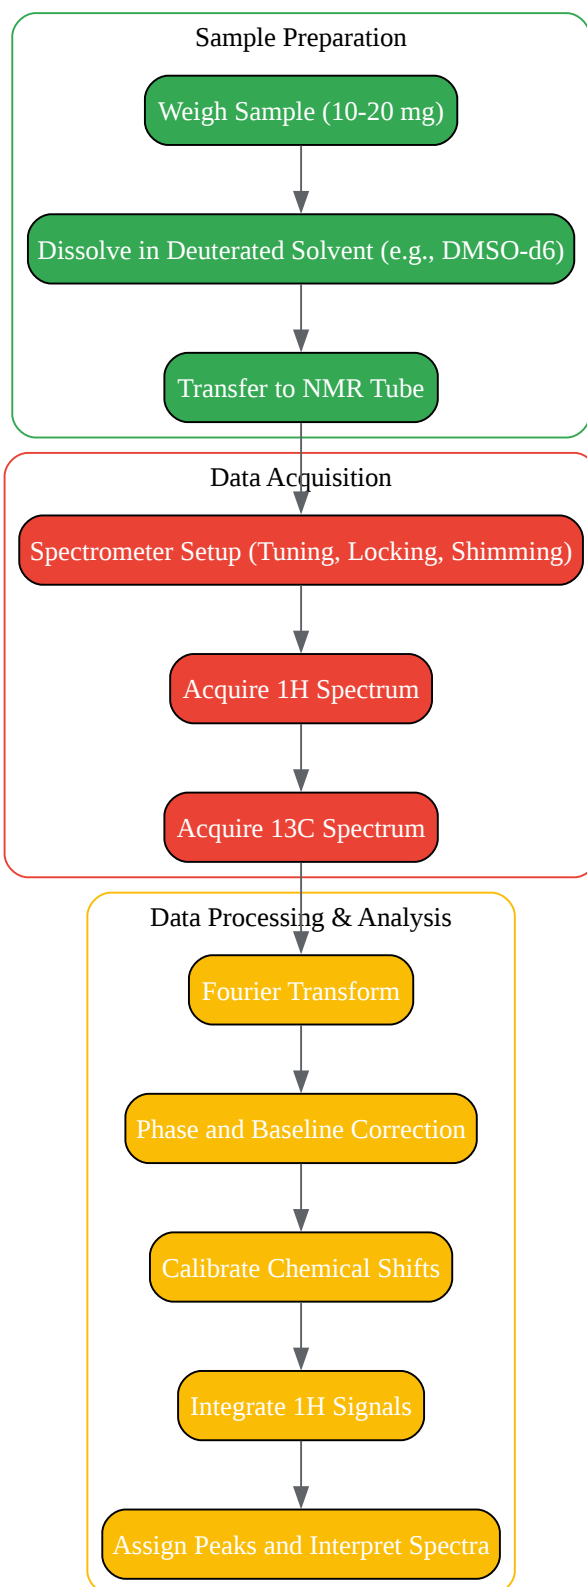 Sample Preparation
Weigh Sample (10-20 mg)
Dissolve in Deuterated Solvent (e.g., DMSO-d6)
Transfer to NMR Tube
Data Acquisition
Spectrometer Setup (Tuning, Locking, Shimming)
Acquire 1H Spectrum
Acquire 13C Spectrum
Data Processing & Analysis
Fourier Transform
Phase and Baseline Correction
Calibrate Chemical Shifts
Integrate 1H Signals
Assign Peaks and Interpret Spectra